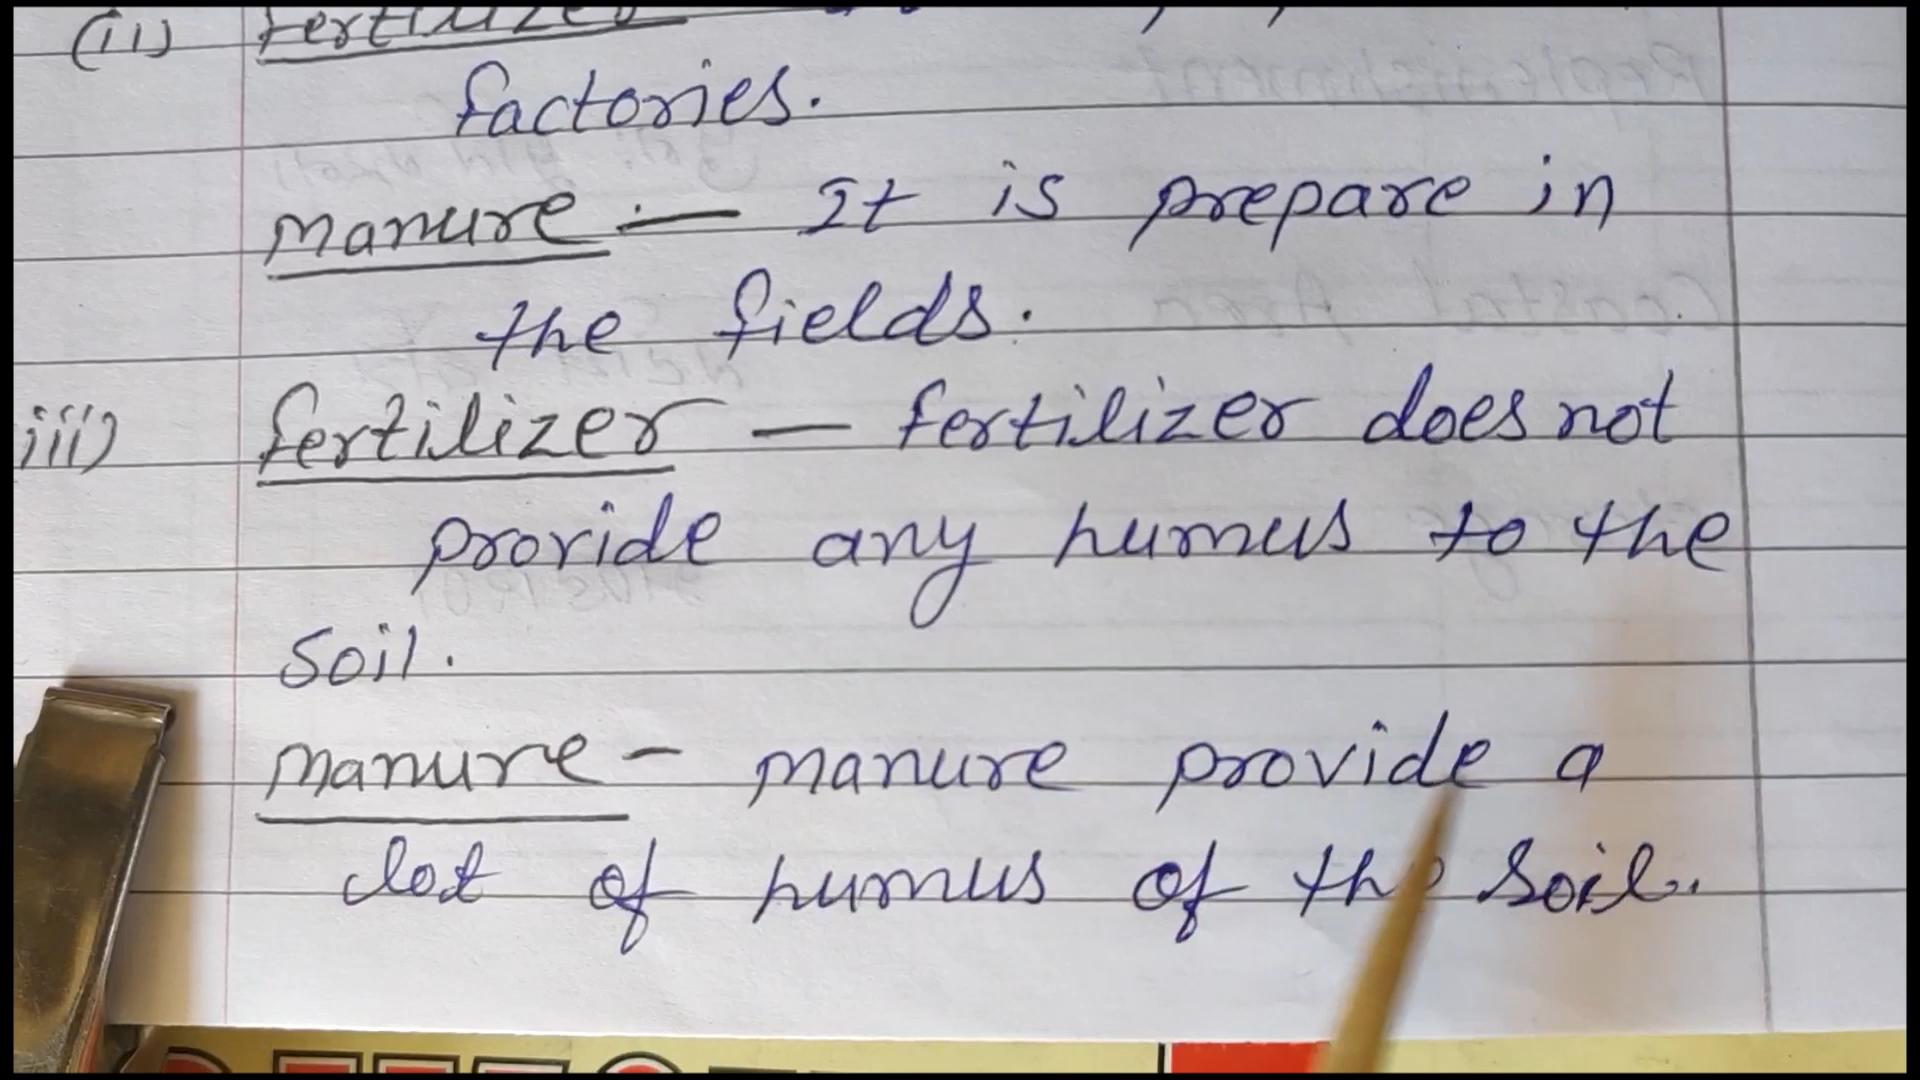 (ii) Fertilizer
factories.
Manure :— It is prepare in
the fields.
iii) Fertilizer — Fertilizer does not
provide any humus to the
soil.
Manure – Manure provide a
lot of humus of the soil.